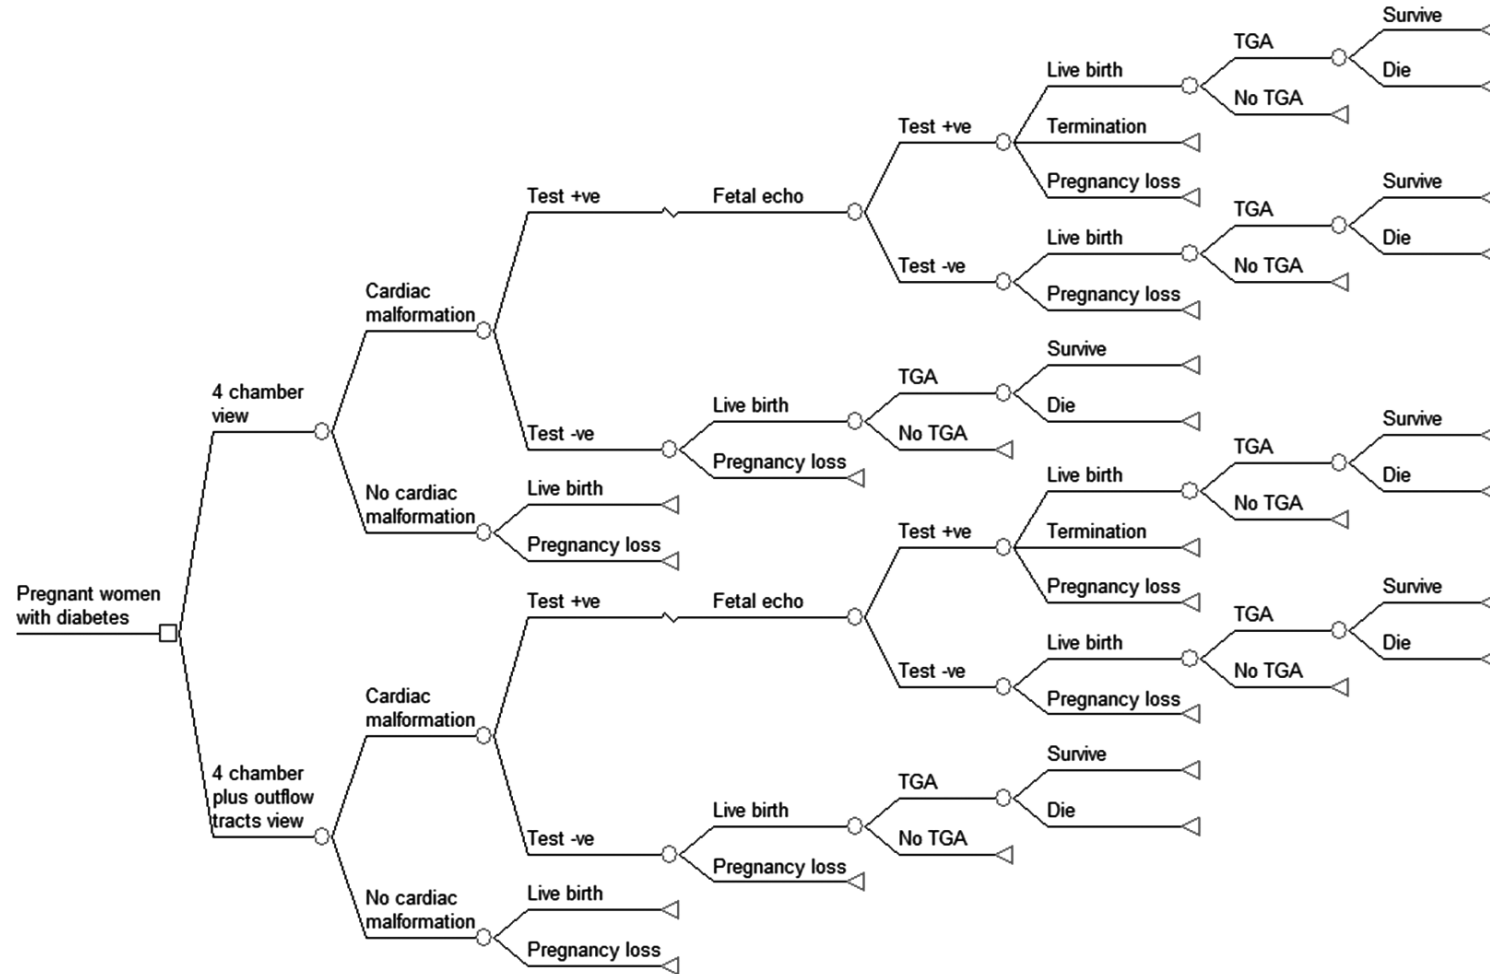 Pregnant women
with diabetes
4 chamber
view
Cardiac
malformation
Test +ve
Fetal echo
Test +ve
Live birth
TGA
Survive
Die
No TGA
Termination
Pregnancy loss
Test -ve
Live birth
TGA
Survive
Die
No TGA
Pregnancy loss
Test -ve
Live birth
TGA
Survive
Die
No TGA
Pregnancy loss
No cardiac
malformation
Live birth
Pregnancy loss
4 chamber
plus outflow
tracts view
Cardiac
malformation
Test +ve
Fetal echo
Test +ve
Live birth
TGA
Survive
Die
No TGA
Termination
Pregnancy loss
Test -ve
Live birth
TGA
Survive
Die
No TGA
Pregnancy loss
Test -ve
Live birth
TGA
Survive
Die
No TGA
Pregnancy loss
No cardiac
malformation
Live birth
Pregnancy loss